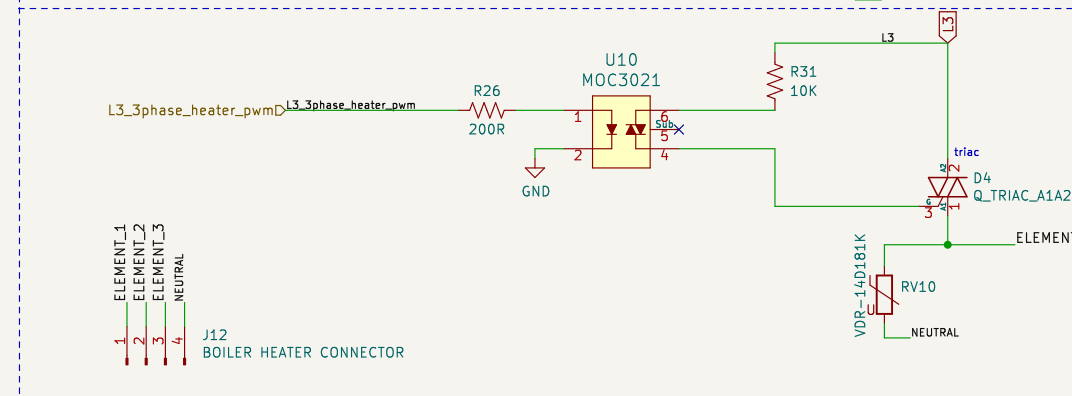 L3
L3
U10
MOC3021
R31
10K
R26
200R
L3_3phase_heater_pwm
L3_3phase_heater_pwm
1
2
6
Sub
5
4
GND
triac
A2
2
D4
Q_TRIAC_A1A2
G
3
A1
1
ELEMENT_1
ELEMENT_2
ELEMENT_3
NEUTRAL
1
2
3
4
J12
BOILER HEATER CONNECTOR
ELEMENT
VDR-14D181K
U
RV10
NEUTRAL